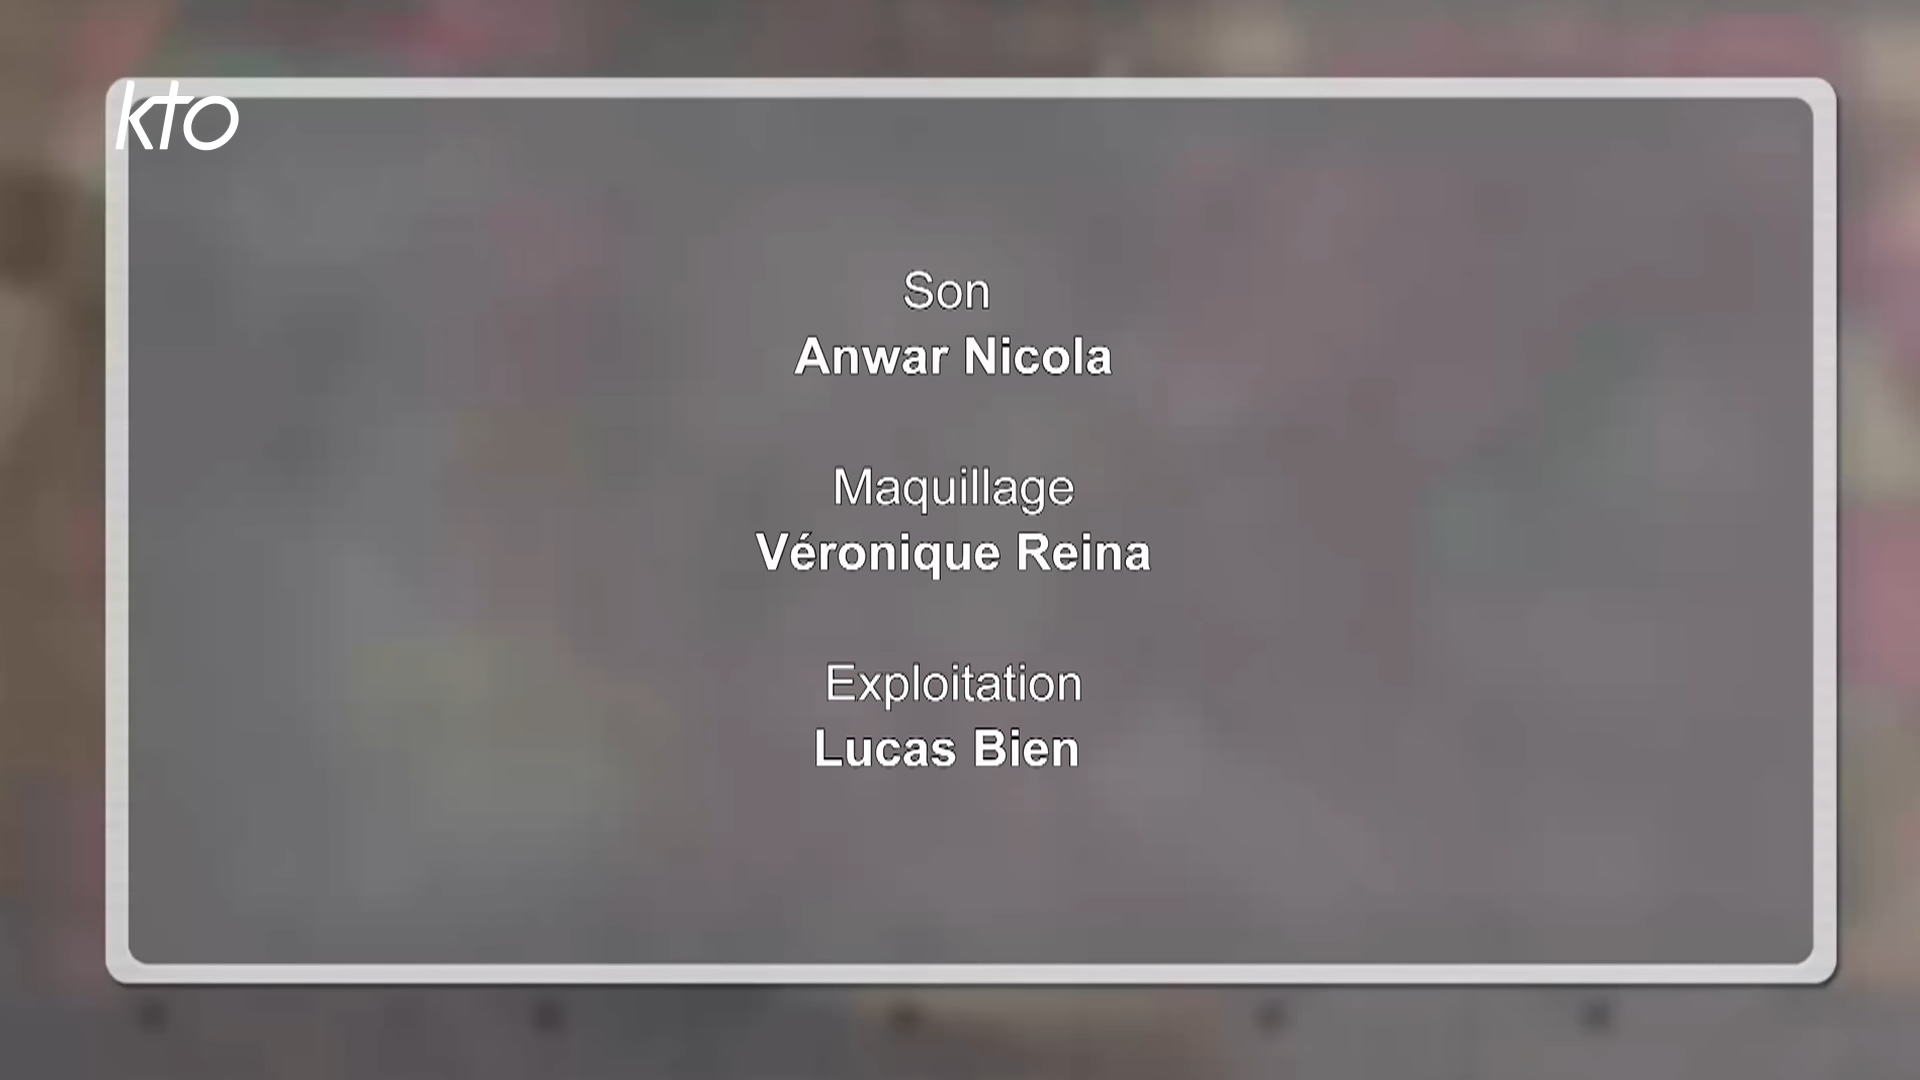 kto
Son
Anwar Nicola
Maquillage
Véronique Reina
Exploitation
Lucas Bien